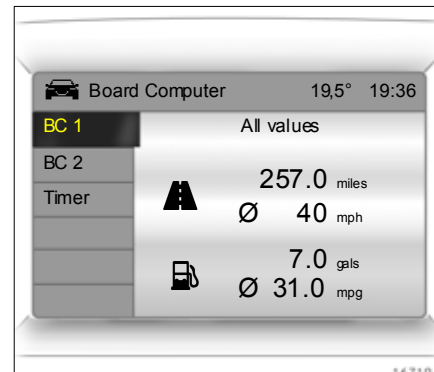 Board Computer 19,5° 19:36
BC 1 All values
BC 2
Timer
257.0 miles
Ø 40 mph
7.0 gals
Ø 31.0 mpg